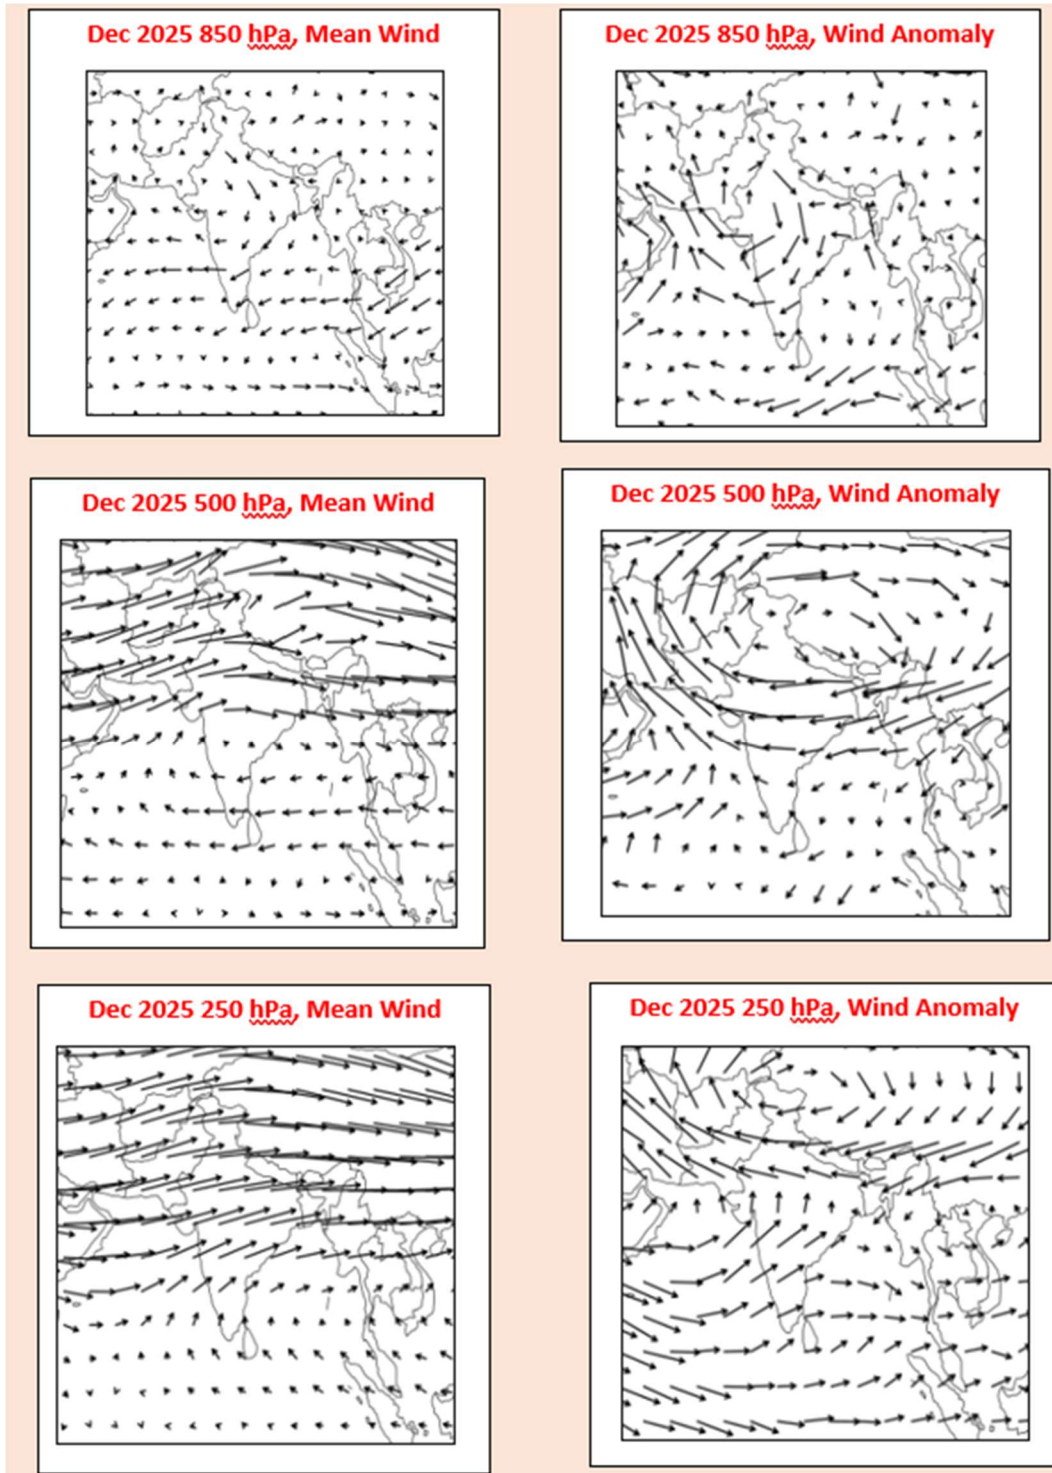 Dec 2025 850 hPa, Mean Wind
Dec 2025 850 hPa, Wind Anomaly
Dec 2025 500 hPa, Mean Wind
Dec 2025 500 hPa, Wind Anomaly
Dec 2025 250 hPa, Mean Wind
Dec 2025 250 hPa, Wind Anomaly